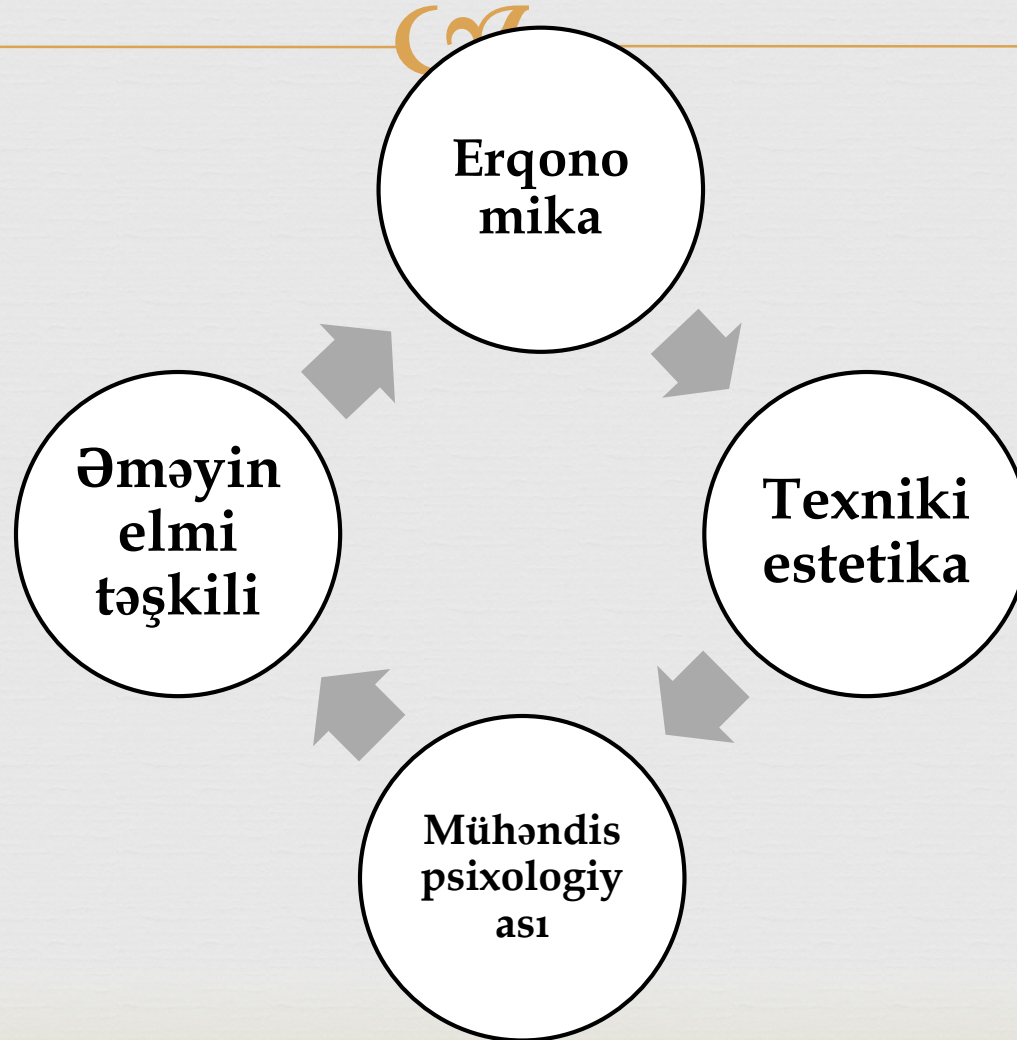 Erqono
mika
Texniki
estetika
Mühəndis
psixologiy
ası
Əməyin
elmi
təşkili